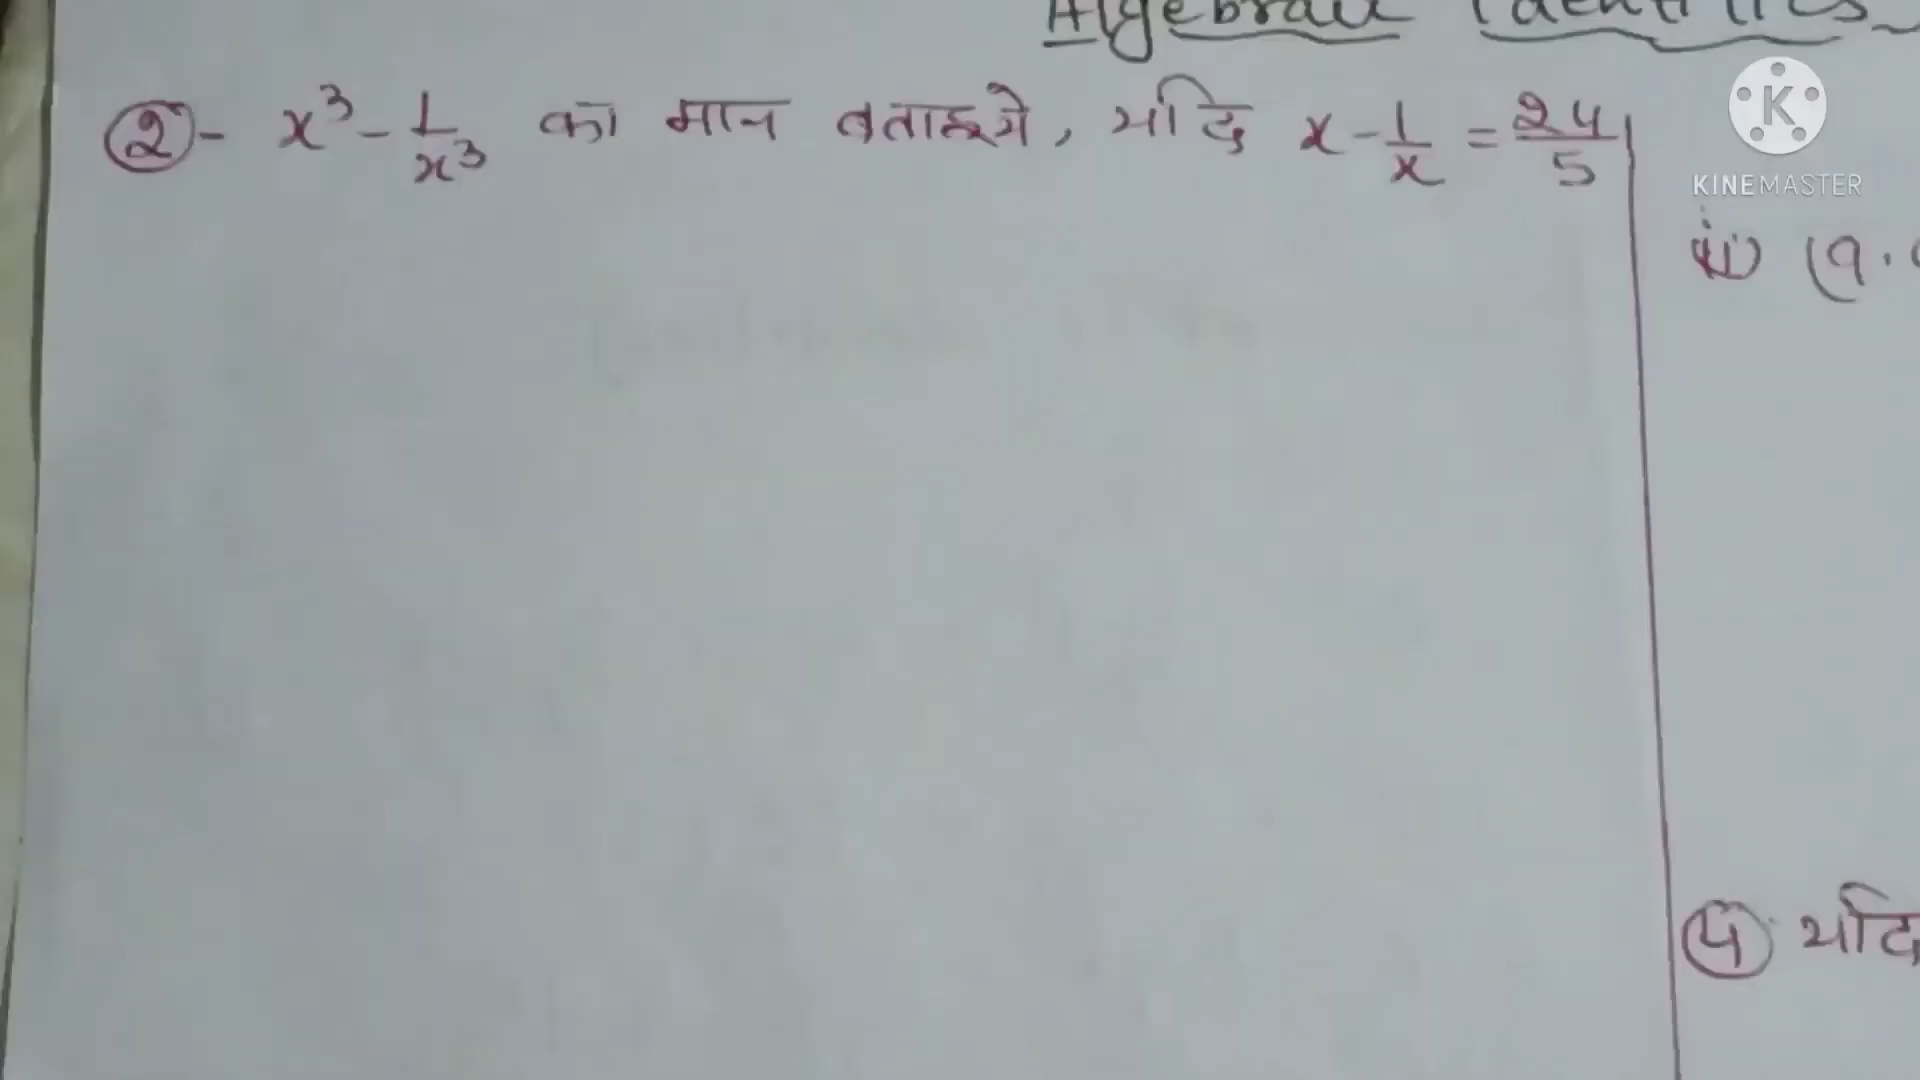 Algebraic Identities
② - x³ - 1/x³ का मान बताइये, यदि x - 1/x = 24/5
KINEMASTER
ii) (9.
④ यदि